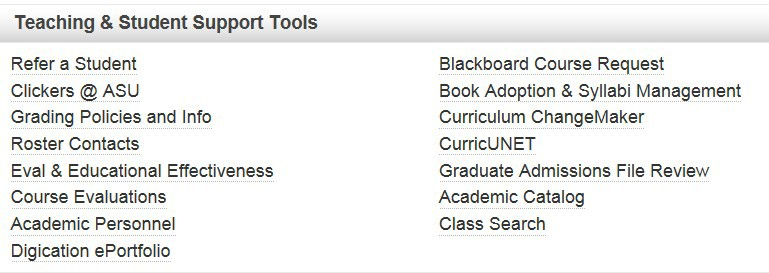 Teaching & Student Support Tools
Refer a Student
Clickers @ ASU
Grading Policies and Info
Roster Contacts
Eval & Educational Effectiveness
Course Evaluations
Academic Personnel
Digication ePortfolio
Blackboard Course Request
Book Adoption & Syllabi Management
Curriculum ChangeMaker
CurricUNET
Graduate Admissions File Review
Academic Catalog
Class Search